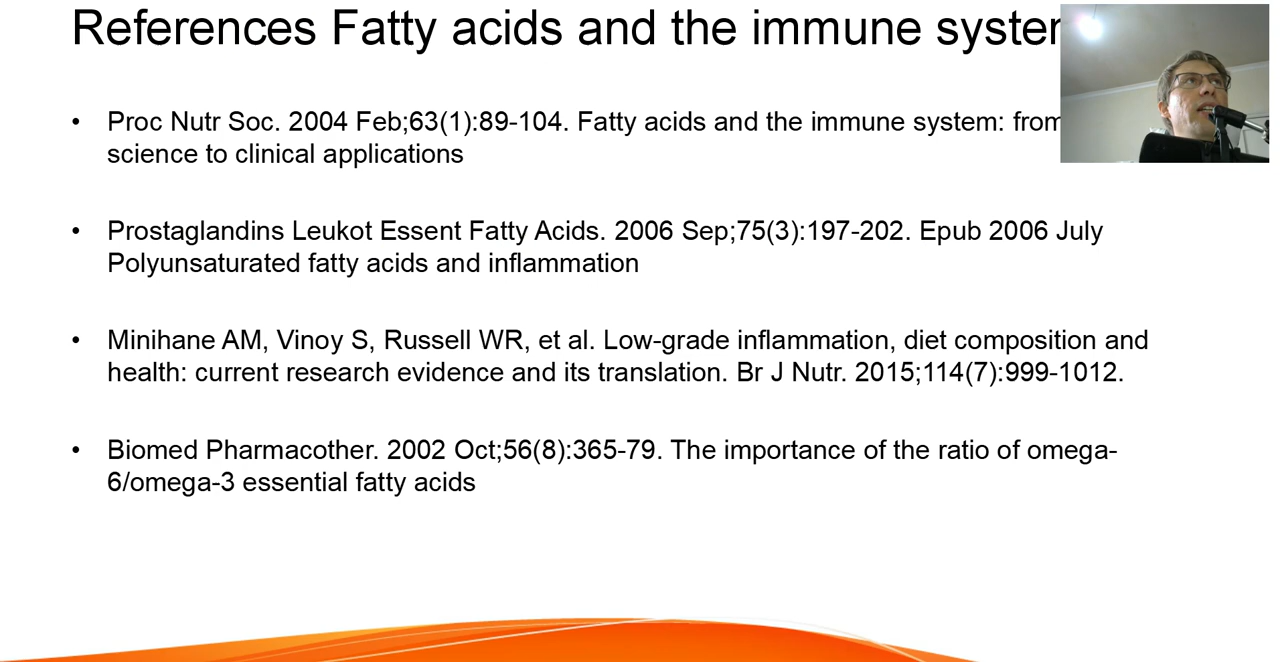 References Fatty acids and the immune
• Proc Nutr Soc. 2004 Feb;63(1):89-104. Fatty acids and the immune system: from
science to clinical applications
• Prostaglandins Leukot Essent Fatty Acids. 2006 Sep;75(3):197-202. Epub 2006 July
Polyunsaturated fatty acids and inflammation
• Minihane AM, Vinoy S, Russell WR, et al. Low-grade inflammation, diet composition and
health: current research evidence and its translation. Br J Nutr. 2015;114(7):999-1012.
• Biomed Pharmacother. 2002 Oct;56(8):365-79. The importance of the ratio of omega-
6/omega-3 essential fatty acids